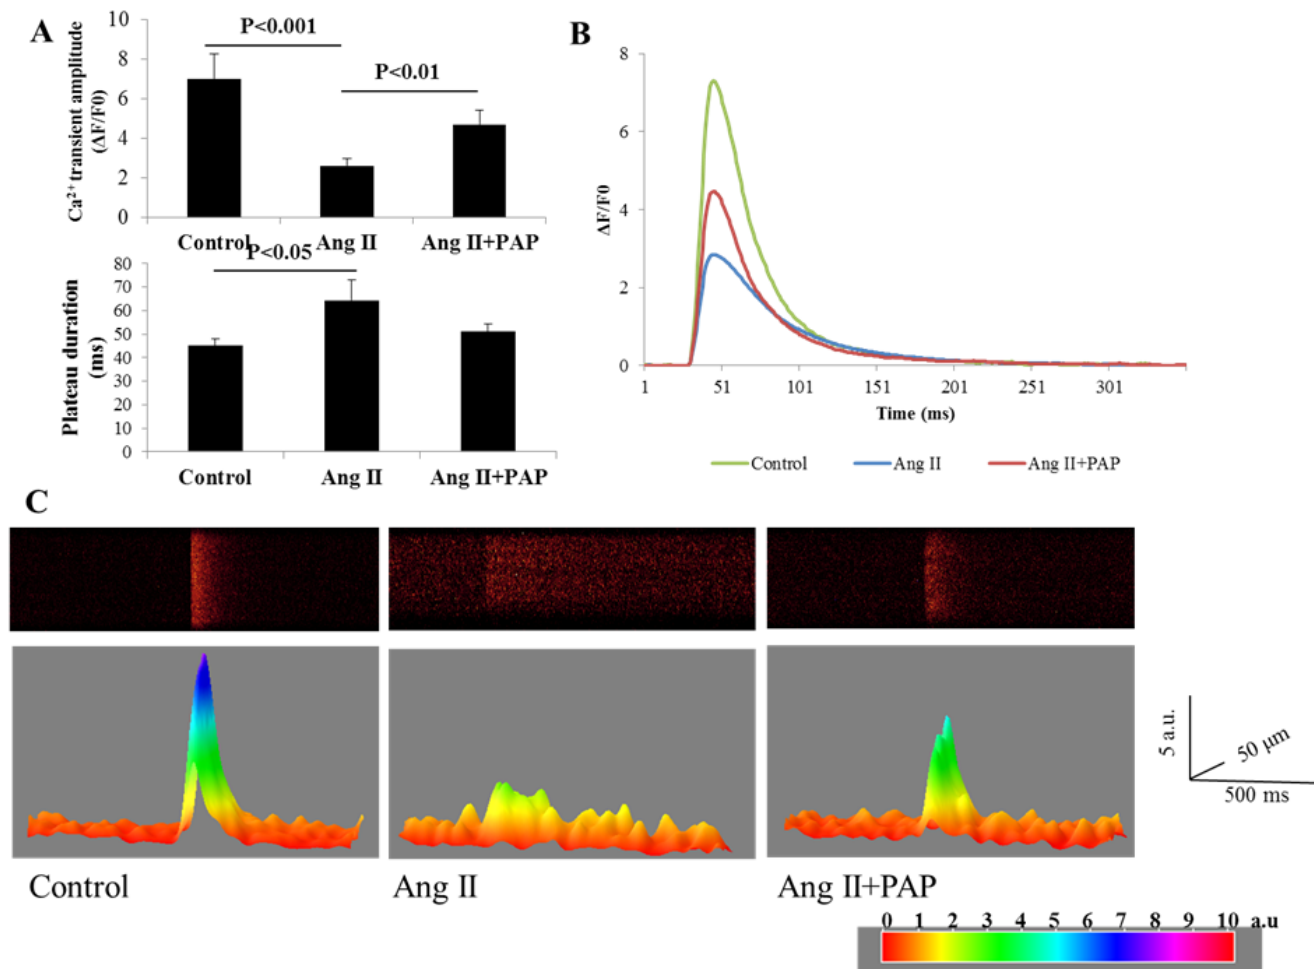 A
Ca²⁺ transient amplitude
(ΔF/F0)
10
8
6
4
2
0
P<0.001
P<0.01
Control
Ang II
Ang II+PAP
Plateau duration
(ms)
80
70
60
50
40
30
20
10
0
P<0.05
Control
Ang II
Ang II+PAP
B
ΔF/F0
8
6
4
2
0
1
51
101
151
201
251
301
Time (ms)
Control
Ang II
Ang II+PAP
C
5 a.u.
50 μm
500 ms
Control
Ang II
Ang II+PAP
0 1 2 3 4 5 6 7 8 9 10 a.u